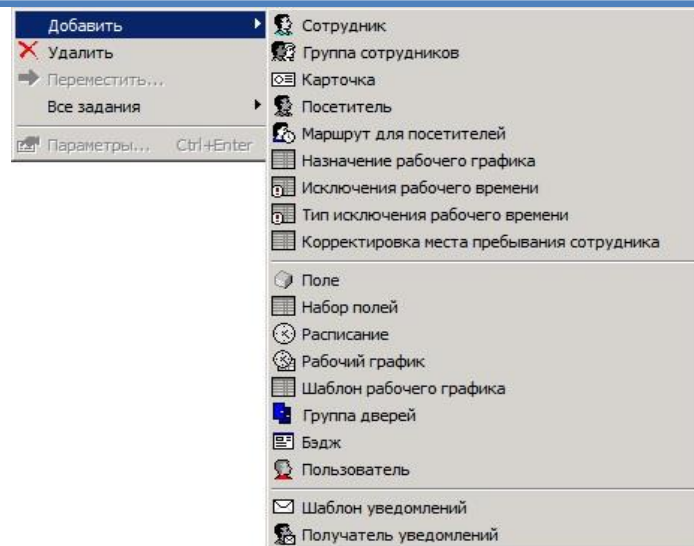 Добавить
Удалить
Переместить...
Все задания
Параметры... Ctrl+Enter
Сотрудник
Группа сотрудников
Карточка
Посетитель
Маршрут для посетителей
Назначение рабочего графика
Исключения рабочего времени
Тип исключения рабочего времени
Корректировка места пребывания сотрудника
Поле
Набор полей
Расписание
Рабочий график
Шаблон рабочего графика
Группа дверей
Бэдж
Пользователь
Шаблон уведомлений
Получатель уведомлений